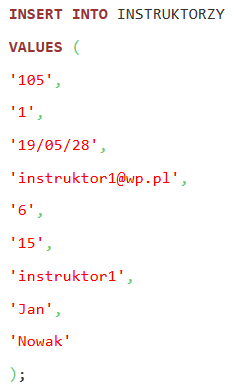 INSERT INTO INSTRUKTORZY
VALUES (
'105',
'1',
'19/05/28',
'instruktor1@wp.pl',
'6',
'15',
'instruktor1',
'Jan',
'Nowak'
);